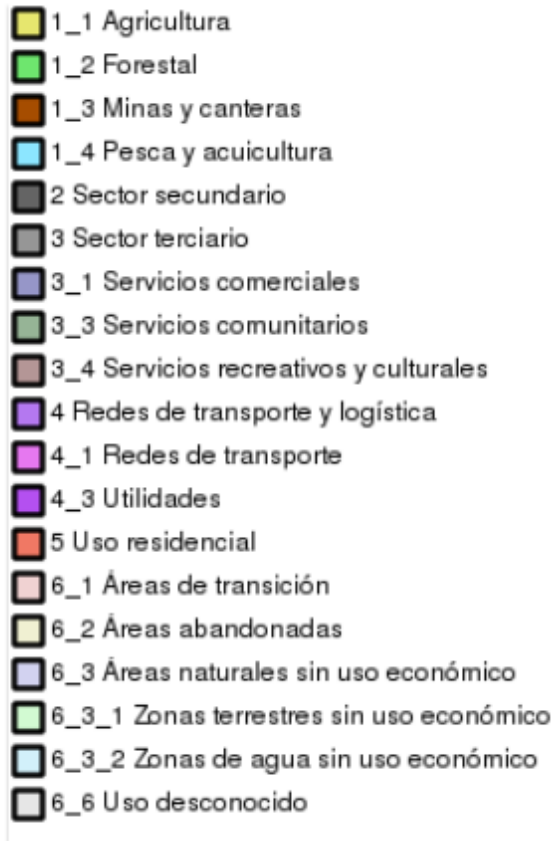 1_1 Agricultura
1_2 Forestal
1_3 Minas y canteras
1_4 Pesca y acuicultura
2 Sector secundario
3 Sector terciario
3_1 Servicios comerciales
3_3 Servicios comunitarios
3_4 Servicios recreativos y culturales
4 Redes de transporte y logística
4_1 Redes de transporte
4_3 Utilidades
5 Uso residencial
6_1 Áreas de transición
6_2 Áreas abandonadas
6_3 Áreas naturales sin uso económico
6_3_1 Zonas terrestres sin uso económico
6_3_2 Zonas de agua sin uso económico
6_6 Uso desconocido